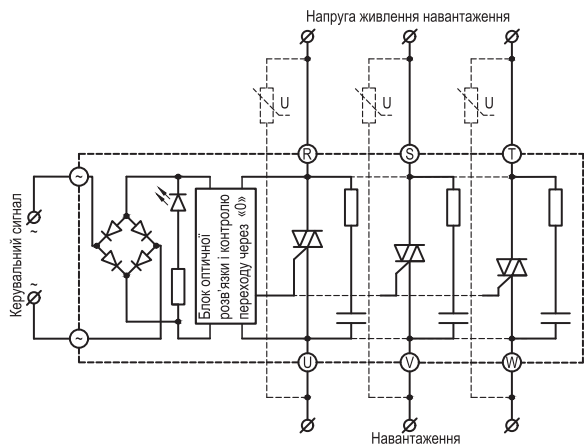 Напруга живлення навантаження
U
U
U
R
S
T
~
Керувальний сигнал
~
~
Блок оптичної
розв'язки і контролю
переходу через «0»
~
U
V
W
Навантаження